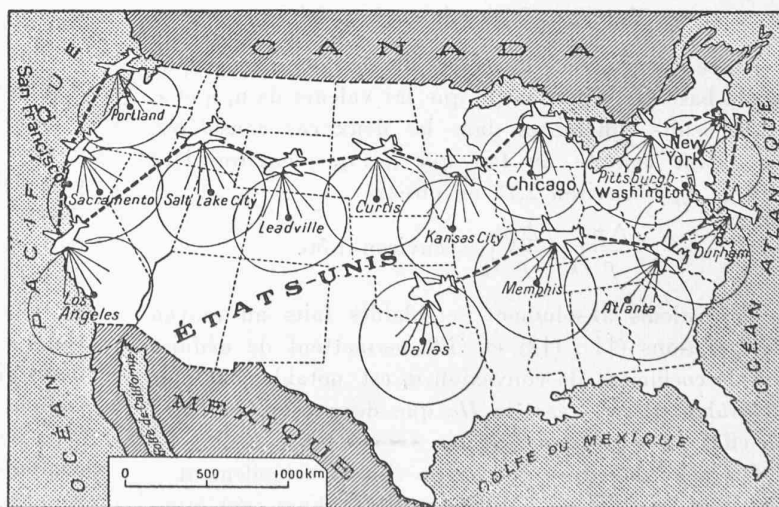 CANADA
OCÉAN PACIFIQUE
San Francisco
Portland
Sacramento
Salt Lake City
Leadville
Curtis
Kansas City
Chicago
New York
Pittsburgh
Washington
Durham
Los Angeles
ÉTATS-UNIS
Dallas
Memphis
Atlanta
OCÉAN ATLANTIQUE
Golfe de Californie
MEXIQUE
GOLFE DU MEXIQUE
0 500 1000km